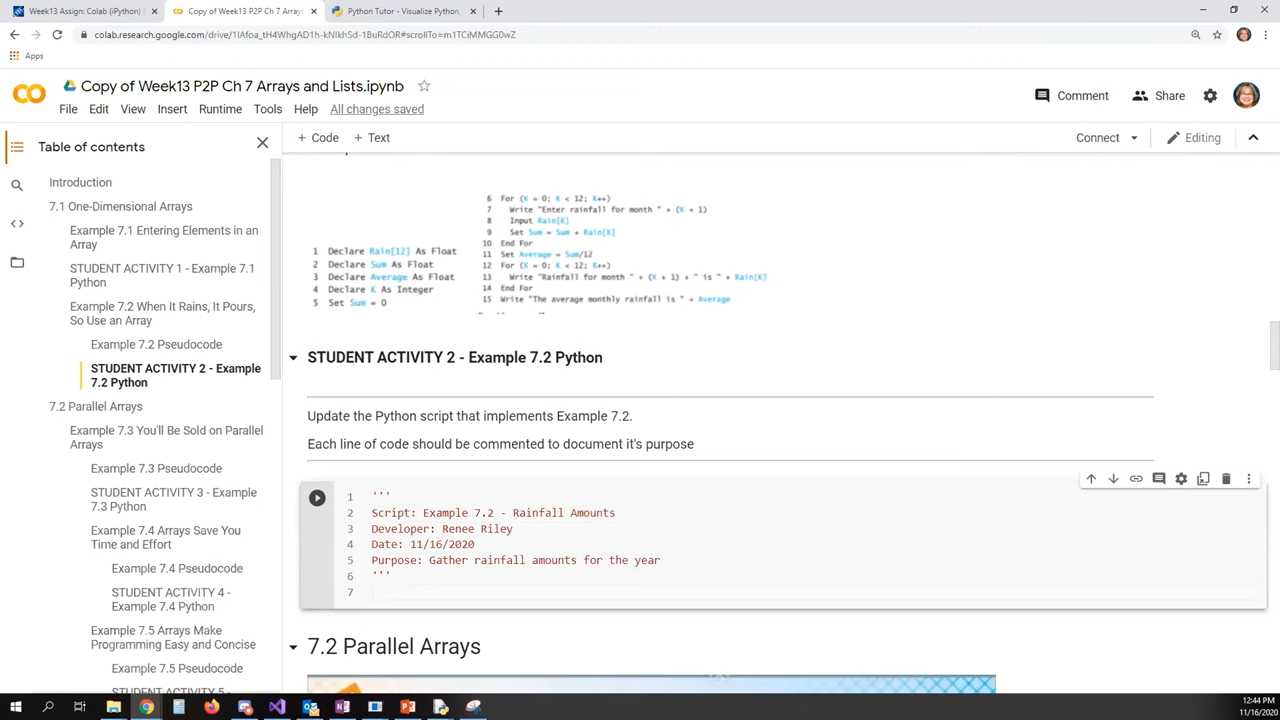 Week13 Assign: Colab (iPython)
Copy of Week13 P2P Ch 7 Arrays
Python Tutor - Visualize Python,
colab.research.google.com/drive/1lAfoa_tH4WhgAD1h-kNIkhSd-1BuRdOR#scrollTo=m1TCiMMGG0wZ
Apps
Copy of Week13 P2P Ch 7 Arrays and Lists.ipynb
File Edit View Insert Runtime Tools Help All changes saved
Comment Share
Table of contents
+ Code + Text
Connect Editing
Introduction
7.1 One-Dimensional Arrays
Example 7.1 Entering Elements in an
Array
STUDENT ACTIVITY 1 - Example 7.1
Python
Example 7.2 When It Rains, It Pours,
So Use an Array
Example 7.2 Pseudocode
STUDENT ACTIVITY 2 - Example
7.2 Python
7.2 Parallel Arrays
Example 7.3 You'll Be Sold on Parallel
Arrays
Example 7.3 Pseudocode
STUDENT ACTIVITY 3 - Example
7.3 Python
Example 7.4 Arrays Save You
Time and Effort
Example 7.4 Pseudocode
STUDENT ACTIVITY 4 -
Example 7.4 Python
Example 7.5 Arrays Make
Programming Easy and Concise
Example 7.5 Pseudocode
STUDENT ACTIVITY 5 -
1 Declare Rain[12] As Float
2 Declare Sum As Float
3 Declare Average As Float
4 Declare K As Integer
5 Set Sum = 0
6 For (K = 0; K < 12; K++)
7 Write "Enter rainfall for month " + (K + 1)
8 Input Rain[K]
9 Set Sum = Sum + Rain[K]
10 End For
11 Set Average = Sum/12
12 For (K = 0; K < 12; K++)
13 Write "Rainfall for month " + (K + 1) + " is " + Rain[K]
14 End For
15 Write "The average monthly rainfall is " + Average
STUDENT ACTIVITY 2 - Example 7.2 Python
Update the Python script that implements Example 7.2.
Each line of code should be commented to document it's purpose
1 '''
2 Script: Example 7.2 - Rainfall Amounts
3 Developer: Renee Riley
4 Date: 11/16/2020
5 Purpose: Gather rainfall amounts for the year
6 '''
7
7.2 Parallel Arrays
12:44 PM
11/16/2020